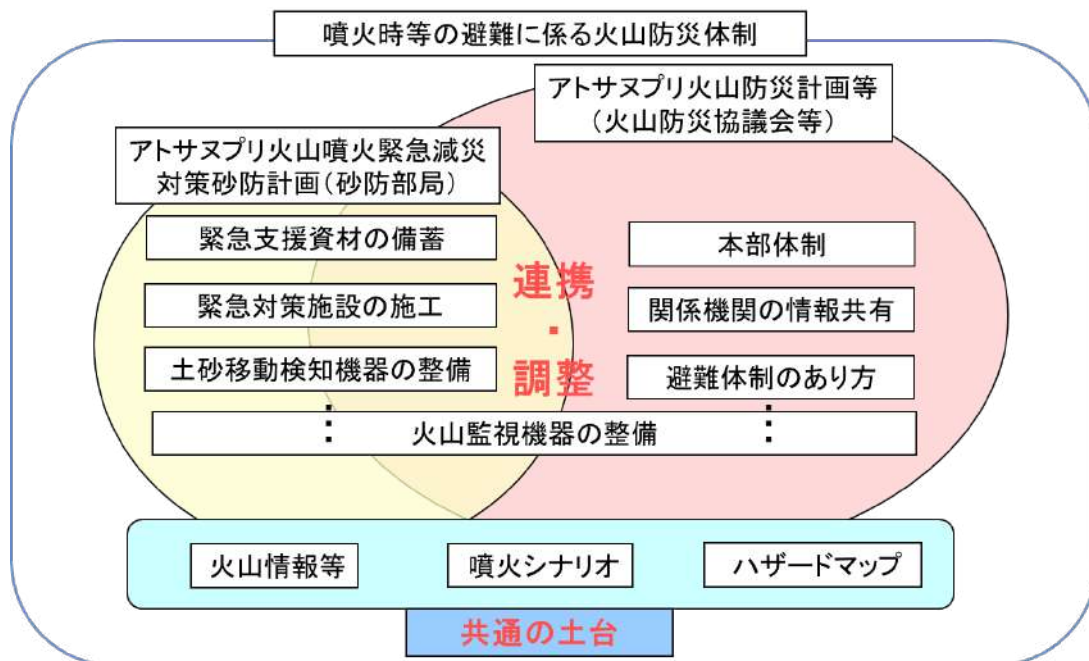 噴火時等の避難に係る火山防災体制
アトサヌプリ火山防災計画等
（火山防災協議会等）
アトサヌプリ火山噴火緊急減災
対策砂防計画（砂防部局）
緊急支援資材の備蓄
緊急対策施設の施工
土砂移動検知機器の整備
⋮
連携
・
調整
本部体制
関係機関の情報共有
避難体制のあり方
⋮
火山監視機器の整備
火山情報等
噴火シナリオ
ハザードマップ
共通の土台